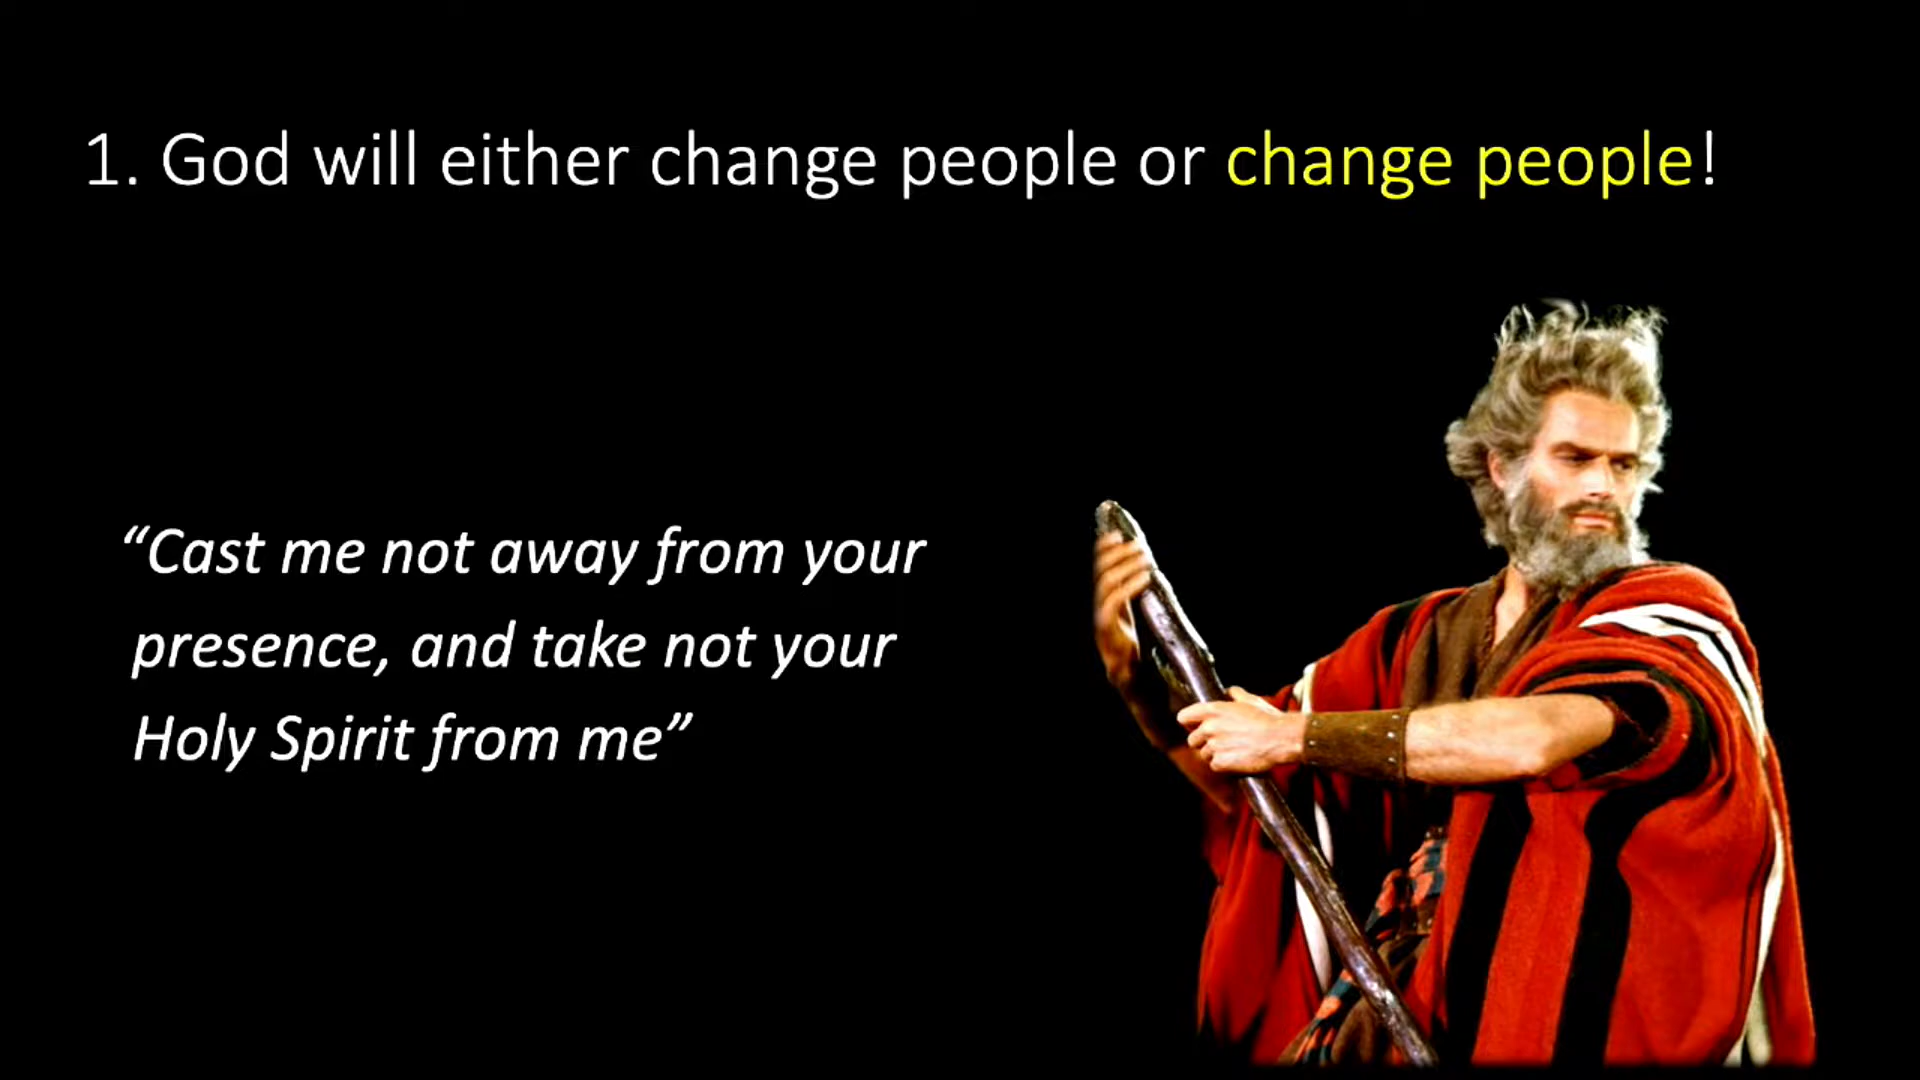 1. God will either change people or change people!
“Cast me not away from your
presence, and take not your
Holy Spirit from me”